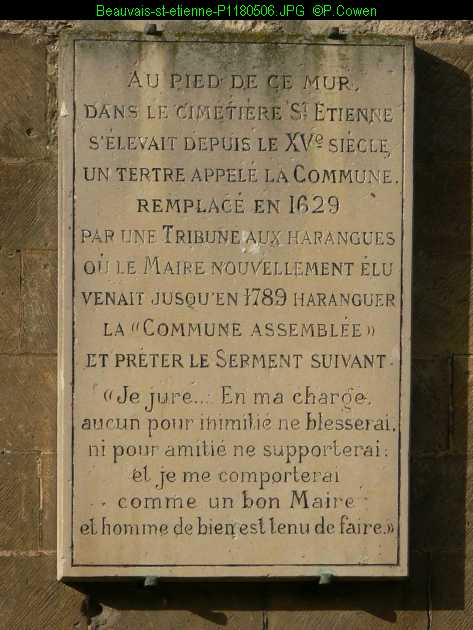 Beauvais-st-etienne-P1180506.JPG ©P.Cowen
AU PIED DE CE MUR,
DANS LE CIMETIÈRE ST ETIENNE
S'ÉLEVAIT DEPUIS LE XVe SIÈCLE,
UN TERTRE APPELÉ LA COMMUNE.
REMPLACÉ EN 1629
PAR UNE TRIBUNE AUX HARANGUES
OÙ LE MAIRE NOUVELLEMENT ÉLU
VENAIT JUSQU'EN 1789 HARANGUER
LA «COMMUNE ASSEMBLÉE»
ET PRÉTER LE SERMENT SUIVANT.
«Je jure... En ma charge,
aucun pour inimitié ne blesserai,
ni pour amitié ne supporterai;
et je me comporterai
comme un bon Maire
et homme de bien est tenu de faire.»